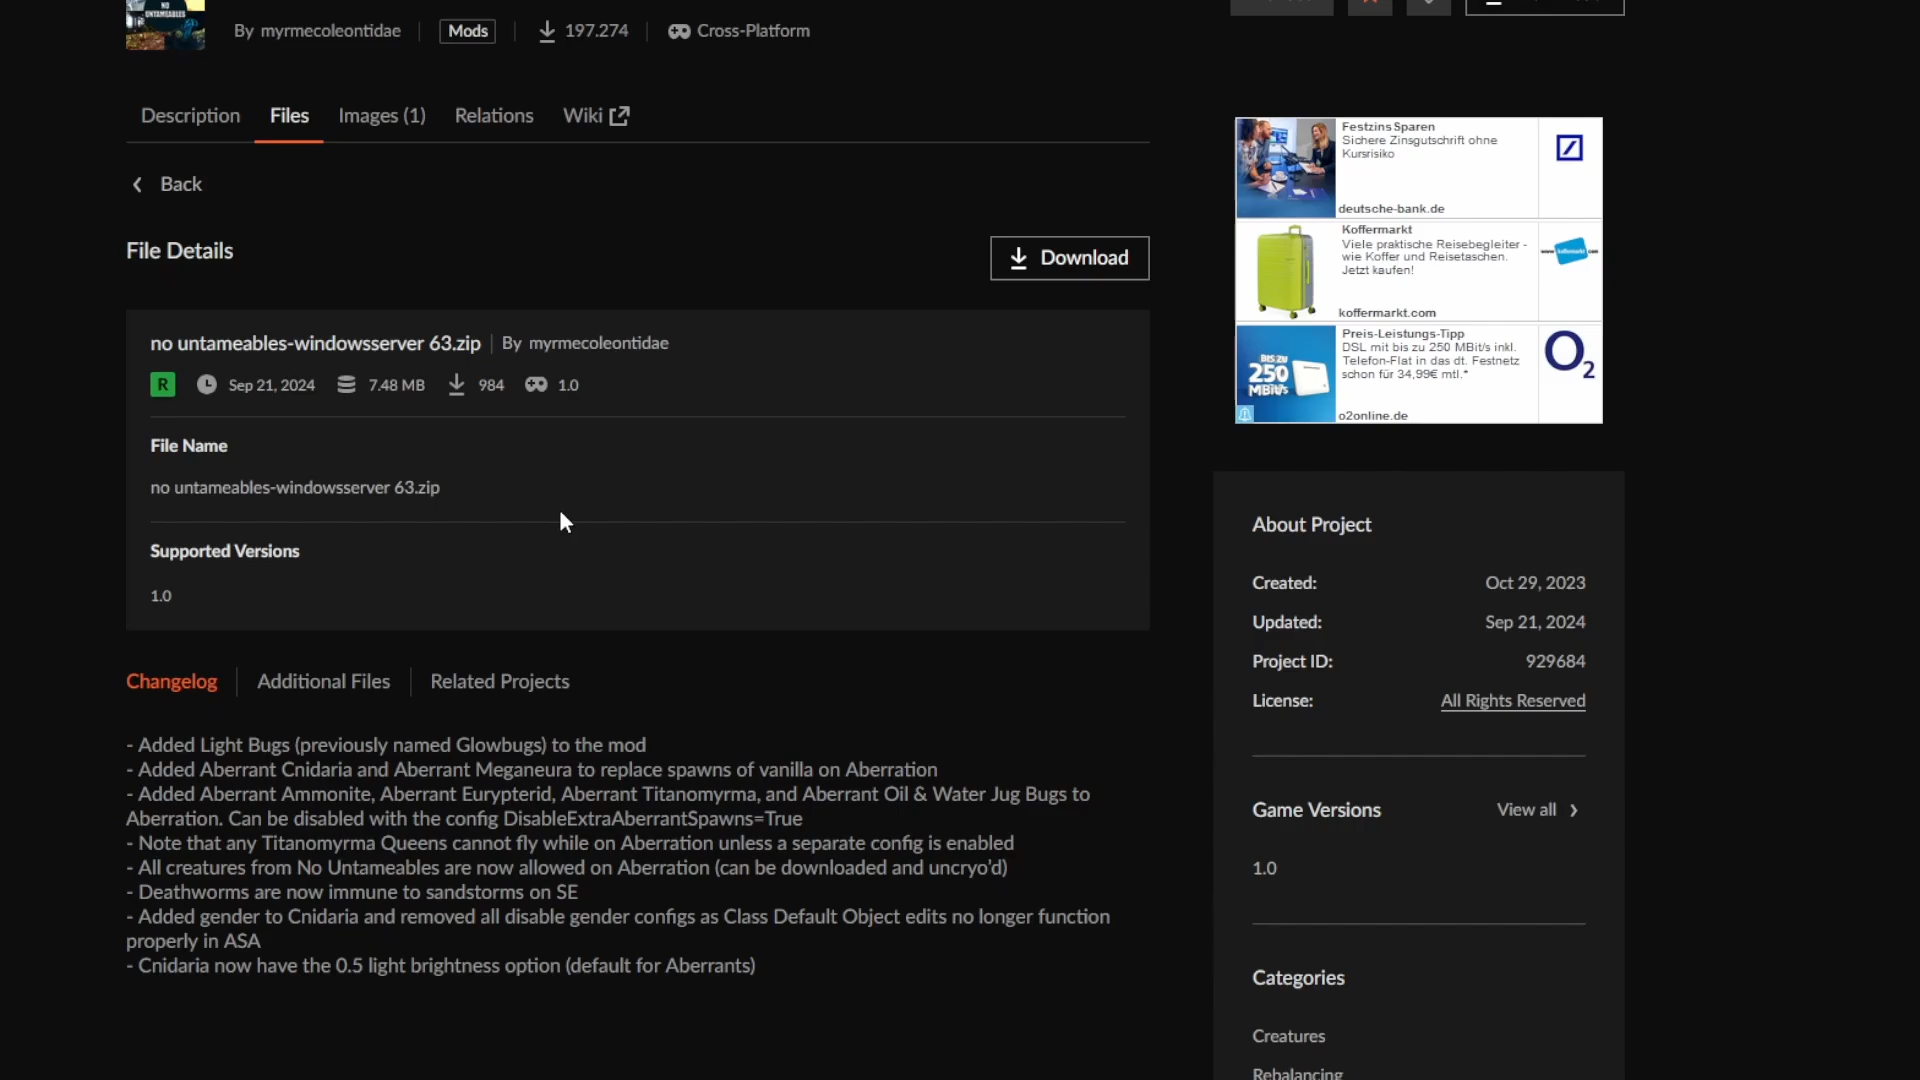 NO
UNTAMEABLES
By myrmecoleontidae
Mods
197.274
Cross-Platform
Description
Files
Images (1)
Relations
Wiki
Back
File Details
Download
no untameables-windowsserver 63.zip
By myrmecoleontidae
R
Sep 21, 2024
7.48 MB
984
1.0
File Name
no untameables-windowsserver 63.zip
Supported Versions
1.0
Changelog
Additional Files
Related Projects
- Added Light Bugs (previously named Glowbugs) to the mod
- Added Aberrant Cnidaria and Aberrant Meganeura to replace spawns of vanilla on Aberration
- Added Aberrant Ammonite, Aberrant Eurypterid, Aberrant Titanomyrma, and Aberrant Oil & Water Jug Bugs to
Aberration. Can be disabled with the config DisableExtraAberrantSpawns=True
- Note that any Titanomyrma Queens cannot fly while on Aberration unless a separate config is enabled
- All creatures from No Untameables are now allowed on Aberration (can be downloaded and uncryo'd)
- Deathworms are now immune to sandstorms on SE
- Added gender to Cnidaria and removed all disable gender configs as Class Default Object edits no longer function
properly in ASA
- Cnidaria now have the 0.5 light brightness option (default for Aberrants)
Festzins Sparen
Sichere Zinsgutschrift ohne
Kursrisiko
deutsche-bank.de
Koffermarkt
Viele praktische Reisebegleiter -
wie Koffer und Reisetaschen.
Jetzt kaufen!
koffermarkt.com
Preis-Leistungs-Tipp
DSL mit bis zu 250 MBit/s inkl.
Telefon-Flat in das dt. Festnetz
schon für 34,99€ mtl.*
o2online.de
BIS ZU
250
MBit/s
O2
About Project
Created:
Oct 29, 2023
Updated:
Sep 21, 2024
Project ID:
929684
License:
All Rights Reserved
Game Versions
View all
1.0
Categories
Creatures
Rebalancing